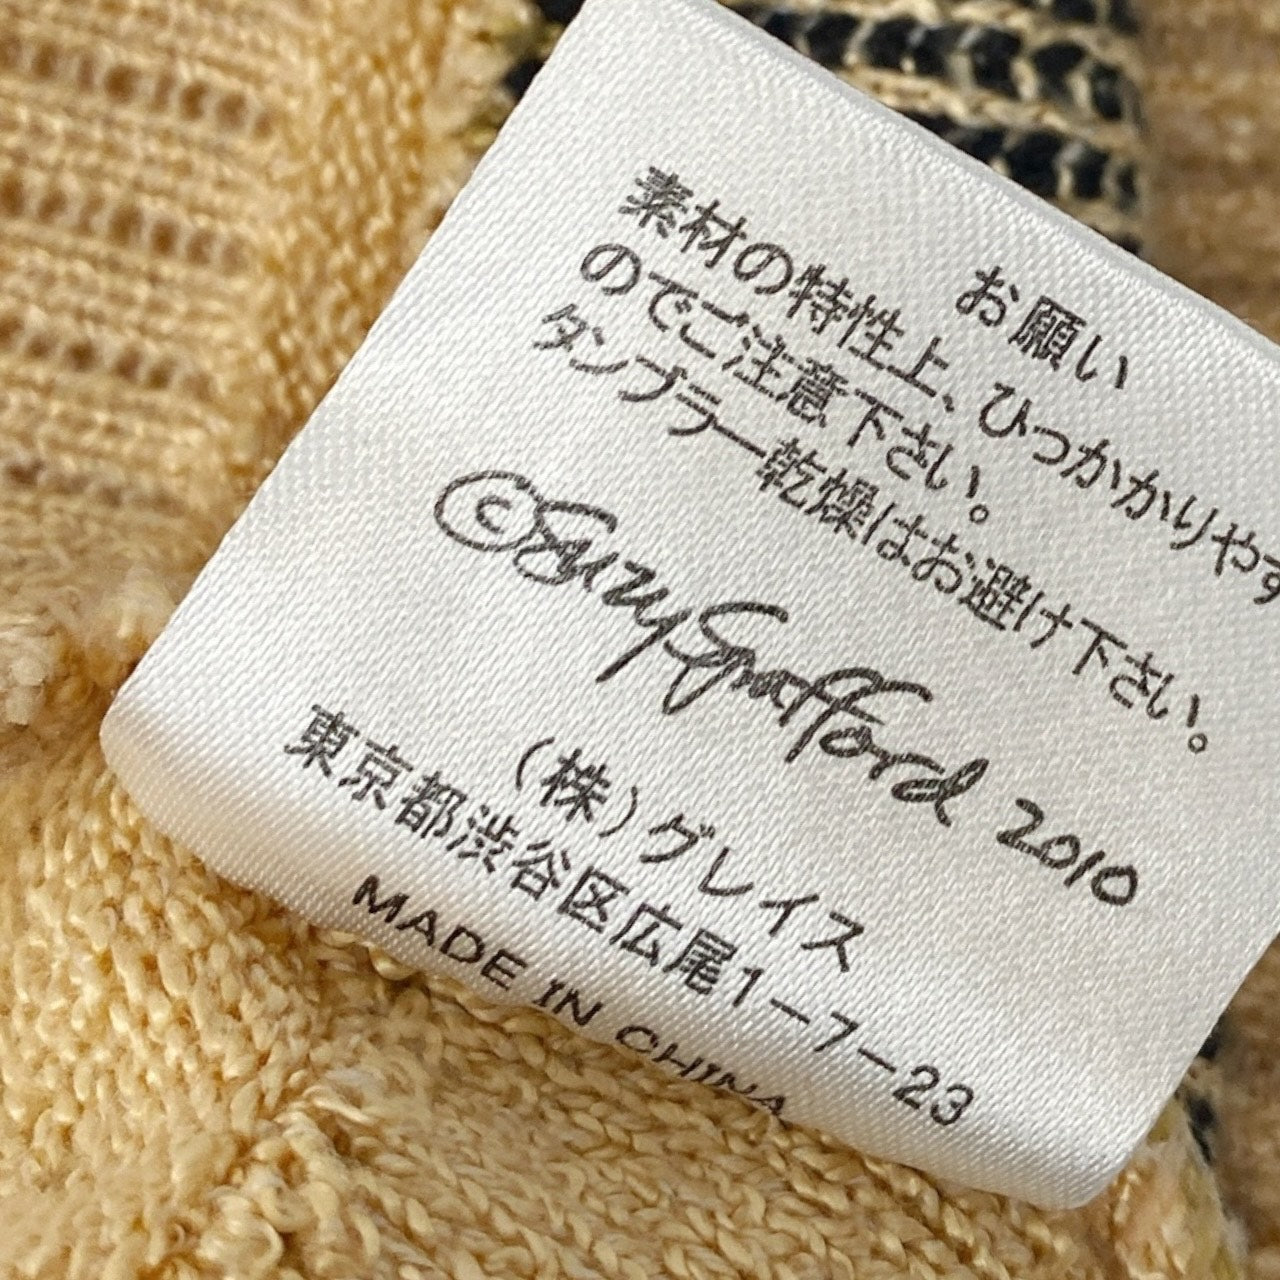 お願い
素材の特性上、ひっかかりやす
のでご注意下さい。
タンブラー乾燥はお避け下さい。
©Suzy Spafford 2010
(株)グレイス
東京都渋谷区広尾1-7-23
MADE IN CHINA